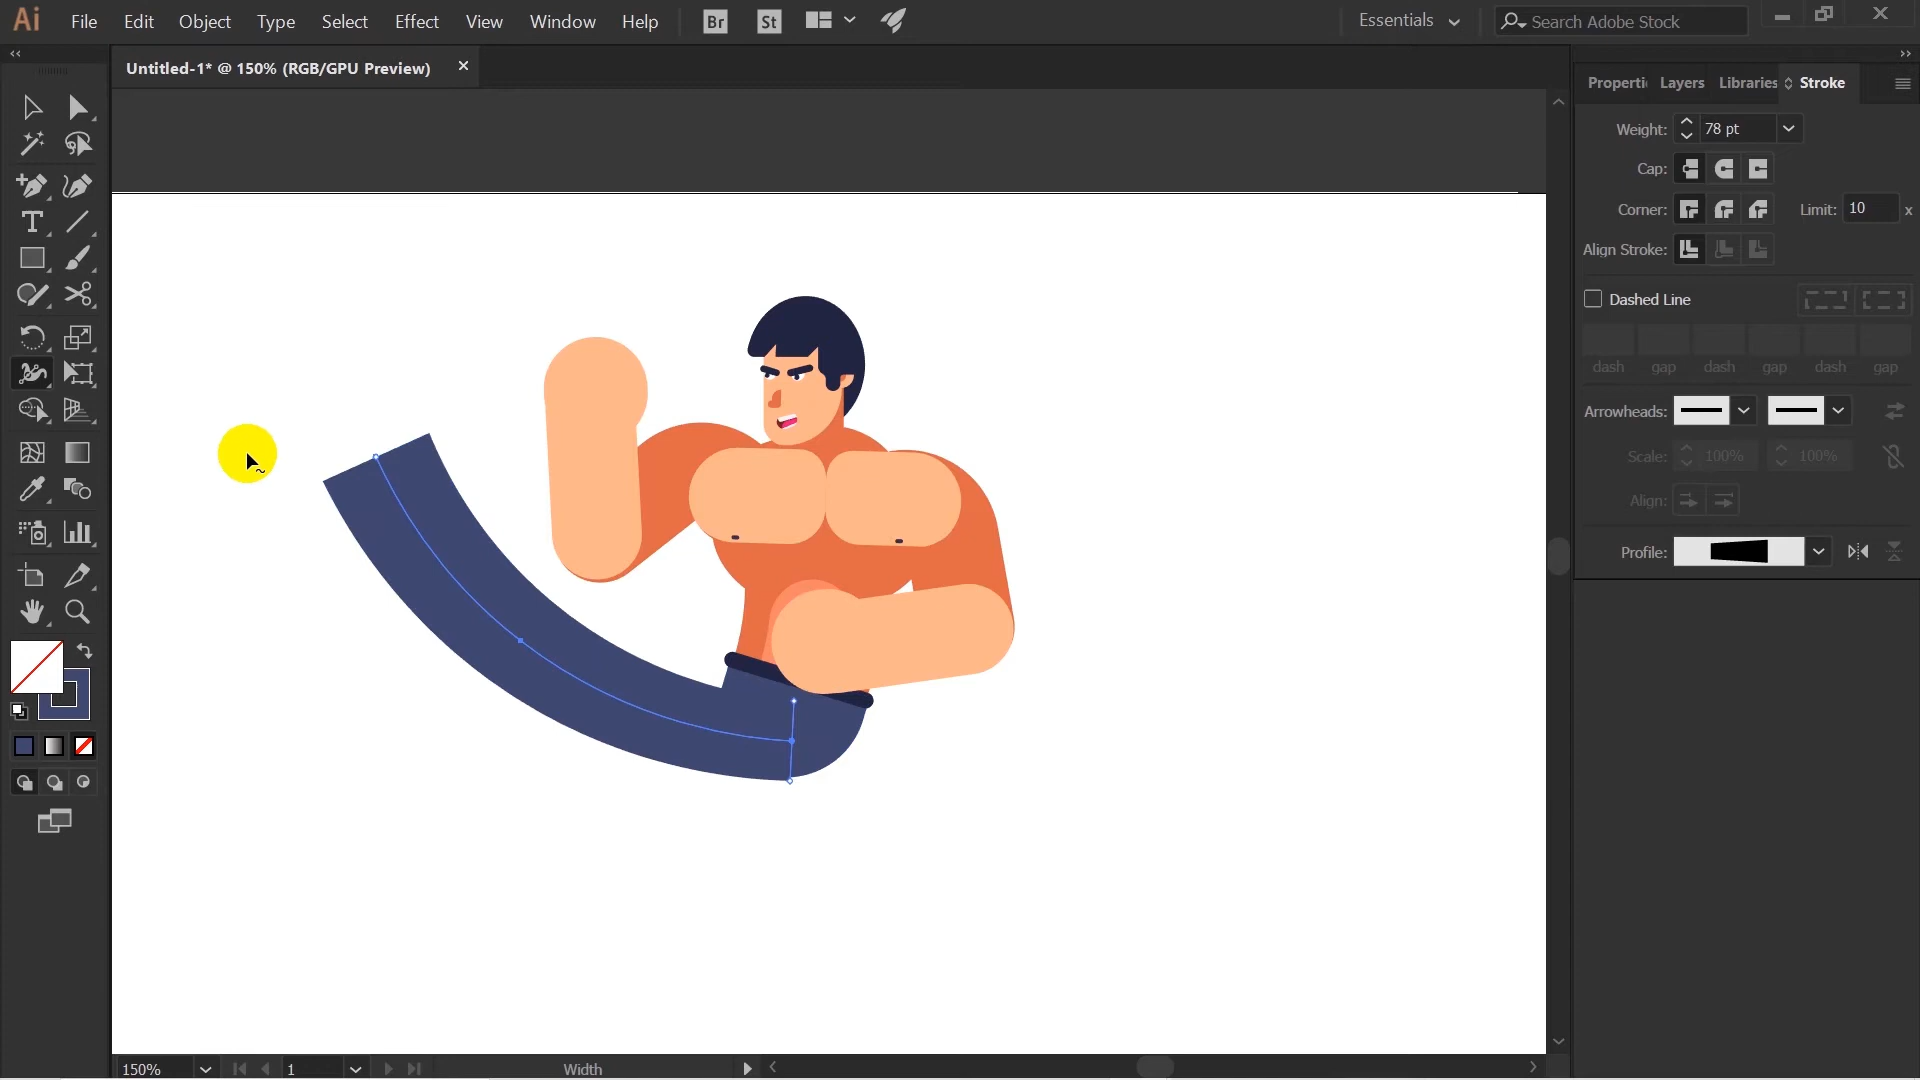 Ai File Edit Object Type Select Effect View Window Help Br St Essentials Search Adobe Stock
Untitled-1* @ 150% (RGB/GPU Preview)
Properti Layers Libraries Stroke
Weight: 78 pt
Cap:
Corner: Limit: 10 x
Align Stroke:
Dashed Line
dash gap dash gap dash gap
Arrowheads:
Scale: 100% 100%
Align:
Profile:
150% 1 Width